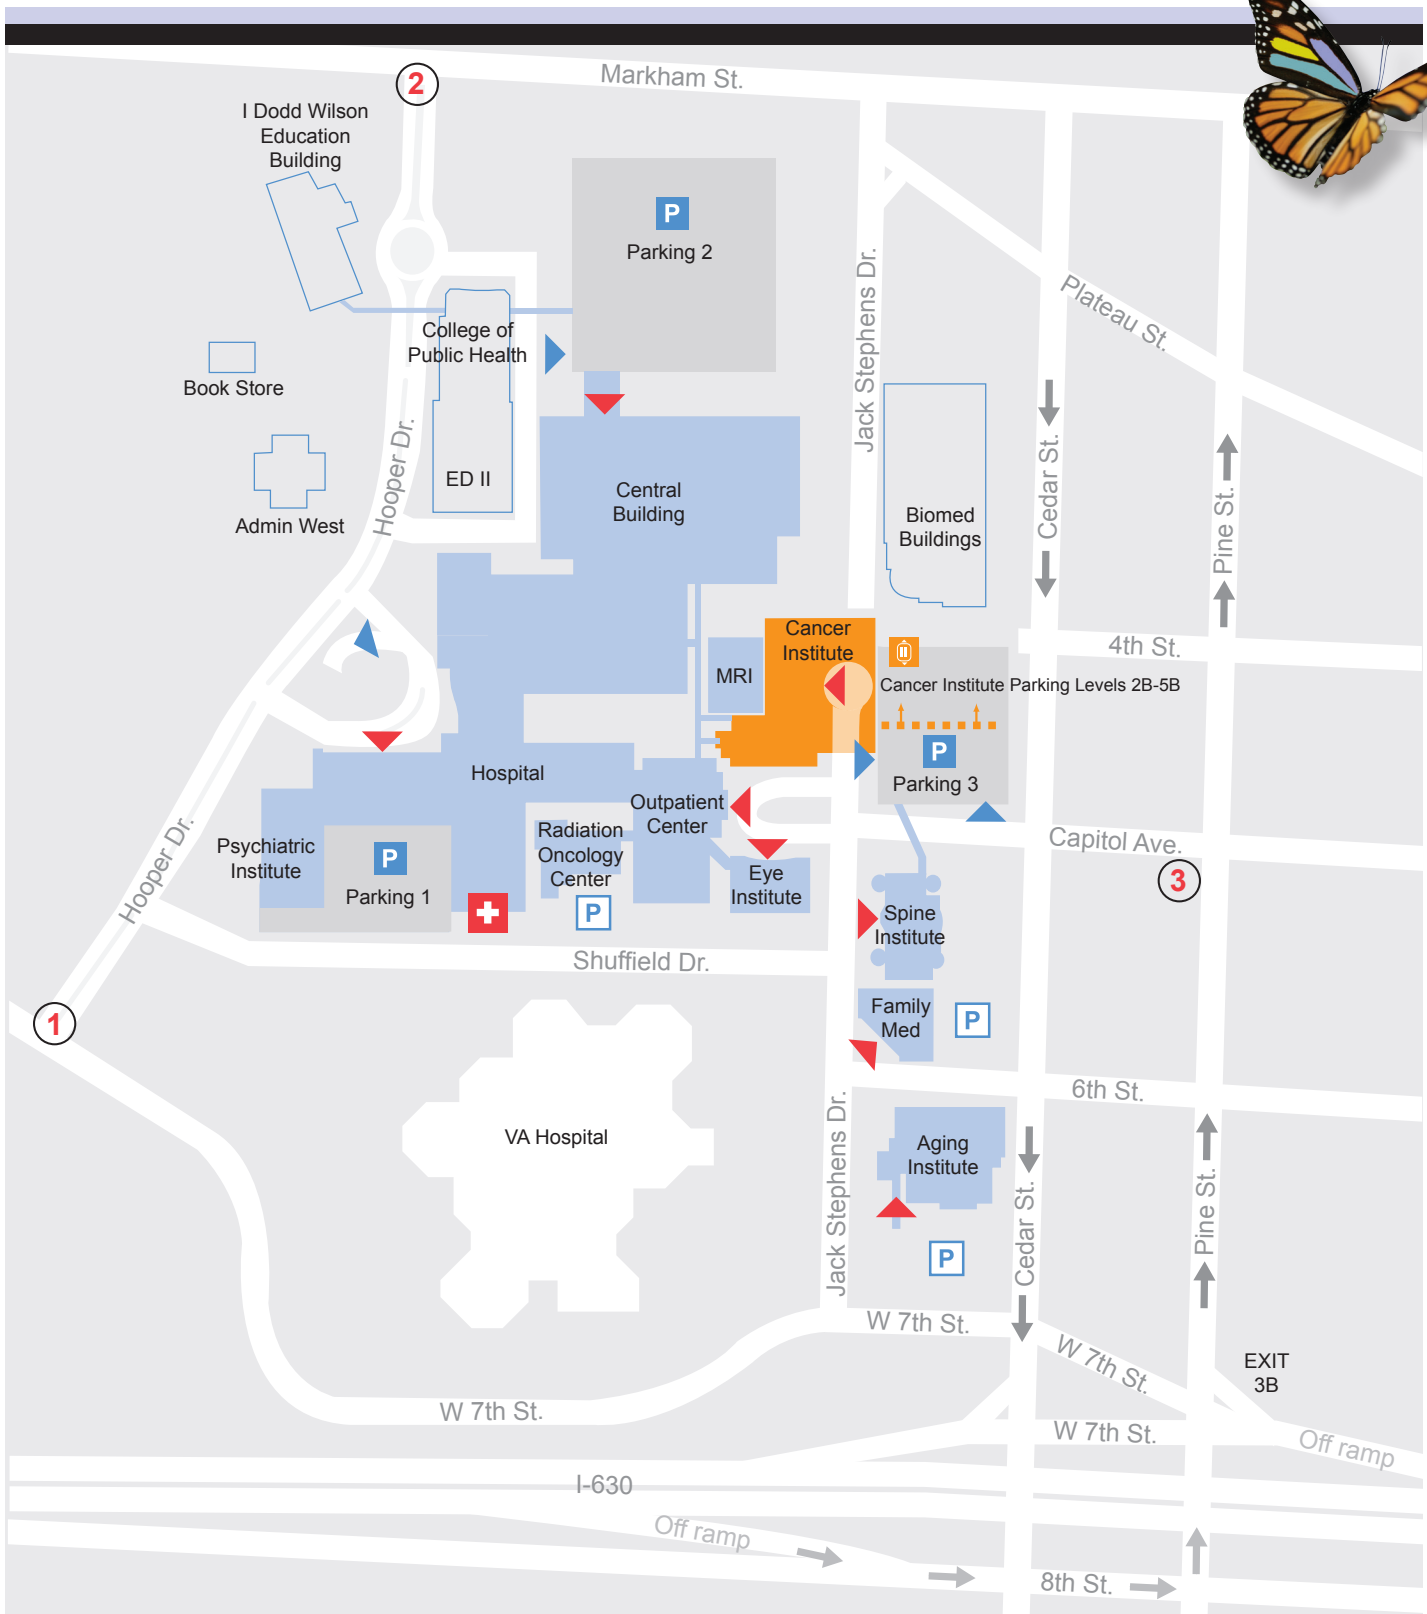 Markham St.
2
I Dodd Wilson
Education
Building
P
Parking 2
Jack Stephens Dr.
Plateau St.
College of
Public Health
Book Store
Hooper Dr.
ED II
Admin West
Central
Building
Biomed
Buildings
Cedar St.
Pine St.
4th St.
Cancer
Institute
MRI
Cancer Institute Parking Levels 2B-5B
P
Parking 3
Hospital
Outpatient
Center
Radiation
Oncology
Center
P
Eye
Institute
Psychiatric
Institute
P
Parking 1
Hooper Dr.
Capitol Ave.
3
Spine
Institute
Shuffield Dr.
1
Family
Med
P
6th St.
VA Hospital
Jack Stephens Dr.
Aging
Institute
P
Cedar St.
Pine St.
W 7th St.
W 7th St.
EXIT
3B
W 7th St.
W 7th St.
Off ramp
I-630
Off ramp
8th St.